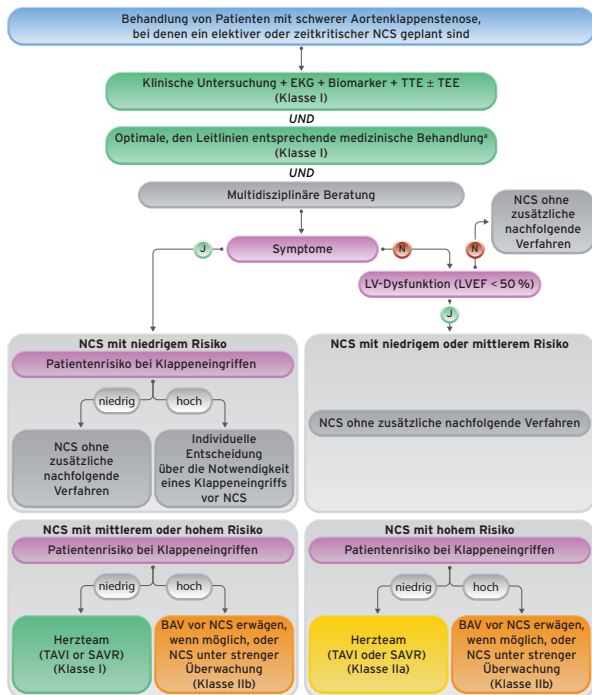 Behandlung von Patienten mit schwerer Aortenklappenstenose,
bei denen ein elektiver oder zeitkritischer NCS geplant sind
Klinische Untersuchung + EKG + Biomarker + TTE ± TEE
(Klasse I)
UND
Optimale, den Leitlinien entsprechende medizinische Behandlungª
(Klasse I)
UND
Multidisziplinäre Beratung
J
Symptome
N
N
NCS ohne
zusätzliche
nachfolgende
Verfahren
LV-Dysfunktion (LVEF < 50 %)
J
NCS mit niedrigem Risiko
Patientenrisiko bei Klappeneingriffen
niedrig
hoch
NCS ohne
zusätzliche
nachfolgende
Verfahren
Individuelle
Entscheidung
über die Notwendigkeit
eines Klappeneingriffs
vor NCS
NCS mit niedrigem oder mittlerem Risiko
NCS ohne zusätzliche nachfolgende Verfahren
NCS mit mittlerem oder hohem Risiko
Patientenrisiko bei Klappeneingriffen
niedrig
hoch
Herzteam
(TAVI or SAVR)
(Klasse I)
BAV vor NCS erwägen,
wenn möglich, oder
NCS unter strenger
Überwachung
(Klasse IIb)
NCS mit hohem Risiko
Patientenrisiko bei Klappeneingriffen
niedrig
hoch
Herzteam
(TAVI oder SAVR)
(Klasse IIa)
BAV vor NCS erwägen,
wenn möglich, oder
NCS unter strenger
Überwachung
(Klasse IIb)